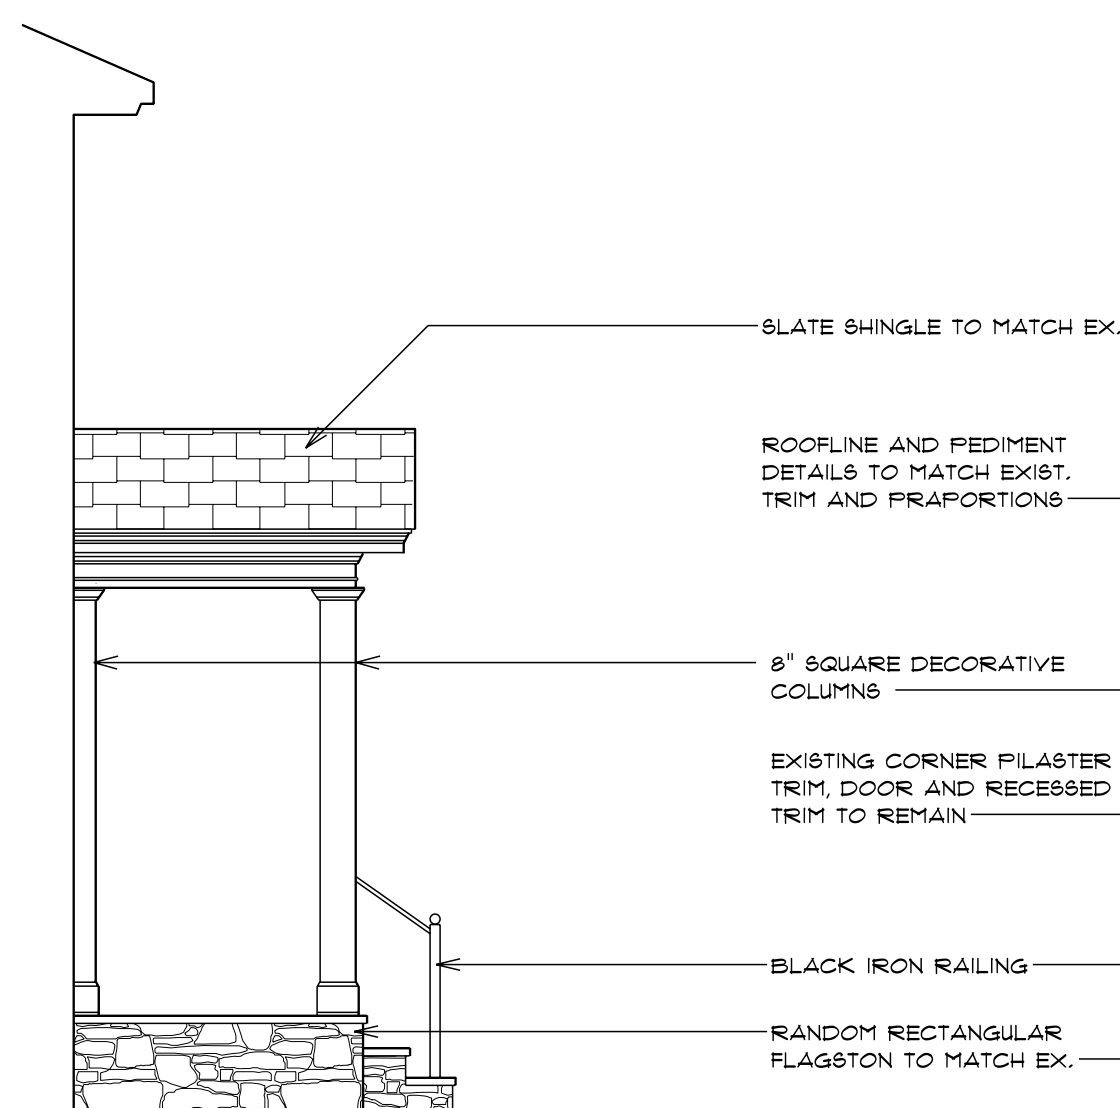 SLATE SHINGLE TO MATCH EX.
ROOFLINE AND PEDIMENT
DETAILS TO MATCH EXIST.
TRIM AND PRAPORTIONS
8" SQUARE DECORATIVE
COLUMNS
EXISTING CORNER PILASTER
TRIM, DOOR AND RECESSED
TRIM TO REMAIN
BLACK IRON RAILING
RANDOM RECTANGULAR
FLAGSTON TO MATCH EX.